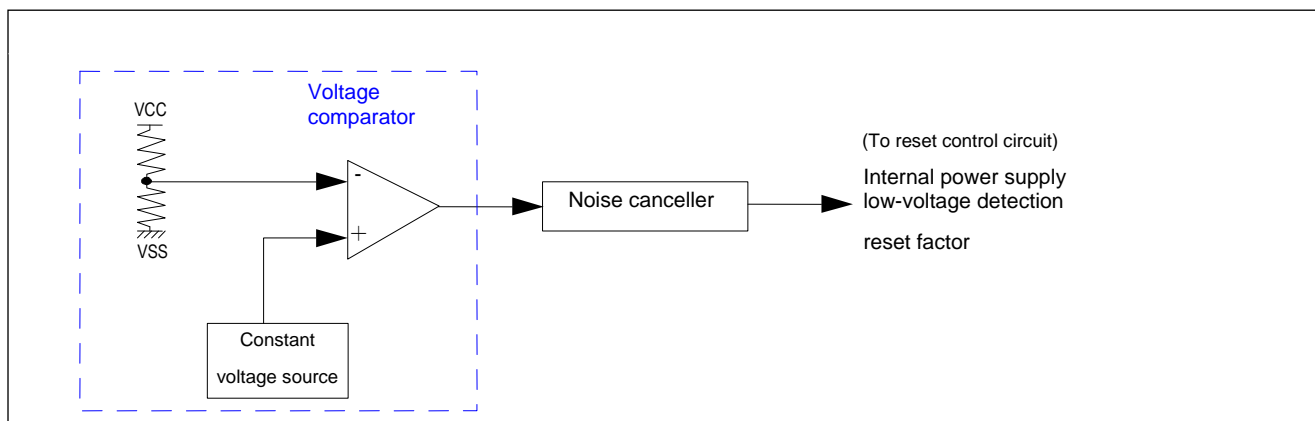 Voltage
comparator
VCC
-
+
VSS
Constant
voltage source
Noise canceller
(To reset control circuit)
Internal power supply
low-voltage detection
reset factor